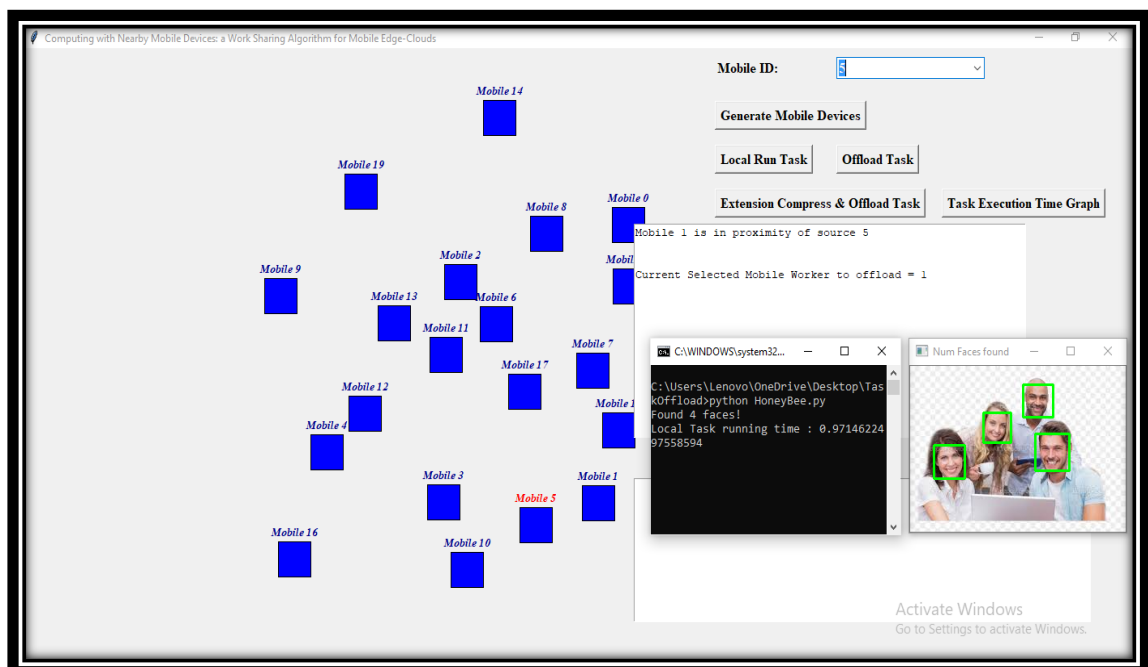 Computing with Nearby Mobile Devices: a Work Sharing Algorithm for Mobile Edge-Clouds
Mobile ID:
5
Generate Mobile Devices
Local Run Task
Offload Task
Extension Compress & Offload Task
Task Execution Time Graph
Mobile 14
Mobile 19
Mobile 8
Mobile 0
Mobile 2
Mobil
Mobile 9
Mobile 13
Mobile 6
Mobile 11
Mobile 7
Mobile 17
Mobile 12
Mobile 1
Mobile 4
Mobile 3
Mobile 5
Mobile 1
Mobile 16
Mobile 10
Mobile 1 is in proximity of source 5
Current Selected Mobile Worker to offload = 1
C:\WINDOWS\system32...
C:\Users\Lenovo\OneDrive\Desktop\Tas
kOffload>python HoneyBee.py
Found 4 faces!
Local Task running time : 0.97146224
97558594
Num Faces found
Activate Windows
Go to Settings to activate Windows.